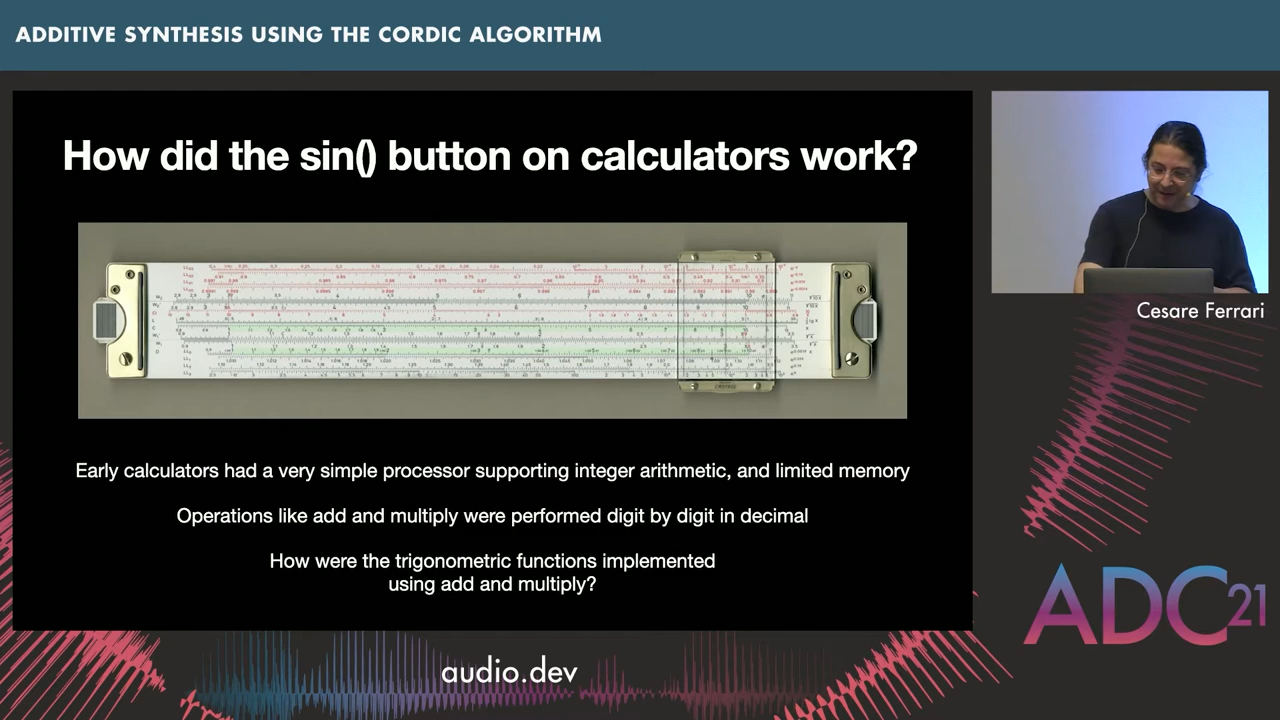 ADDITIVE SYNTHESIS USING THE CORDIC ALGORITHM
How did the sin() button on calculators work?
Early calculators had a very simple processor supporting integer arithmetic, and limited memory
Operations like add and multiply were performed digit by digit in decimal
How were the trigonometric functions implemented
using add and multiply?
Cesare Ferrari
ADC21
audio.dev